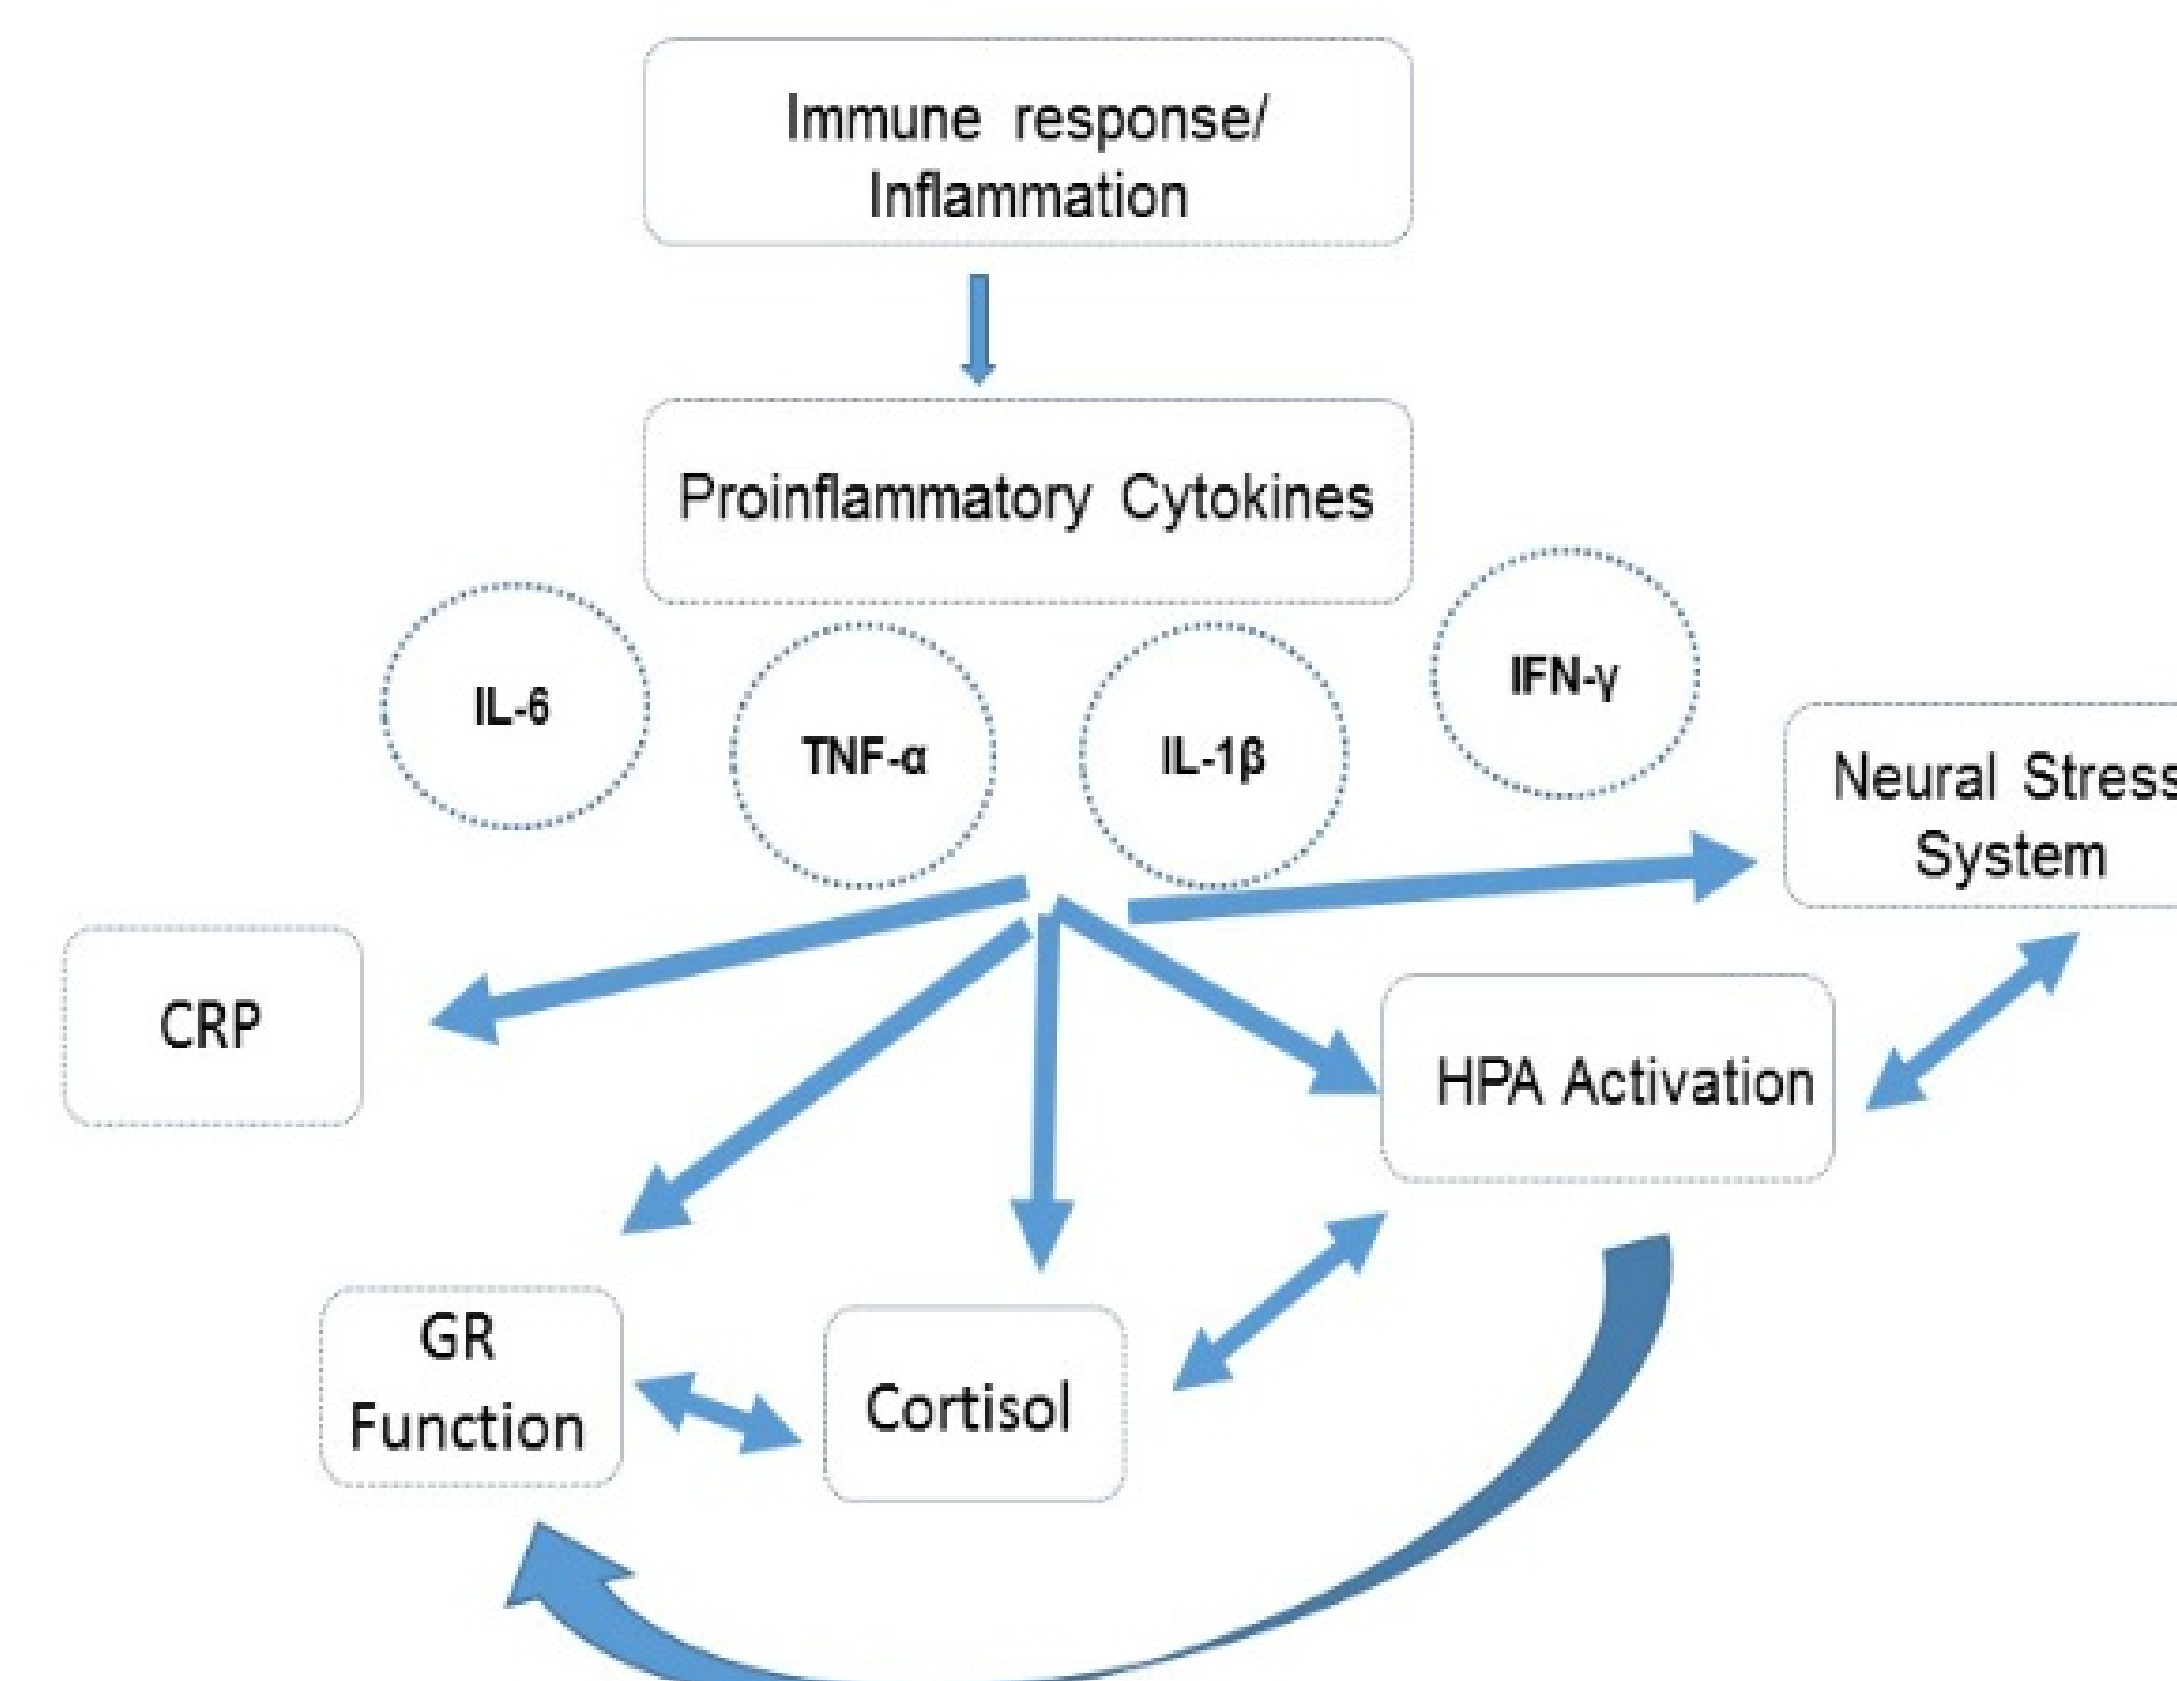 Immune response/
Inflammation
Proinflammatory Cytokines
IL-6
TNF-α
IL-1β
IFN-γ
Neural Stress
System
CRP
HPA Activation
GR
Function
Cortisol